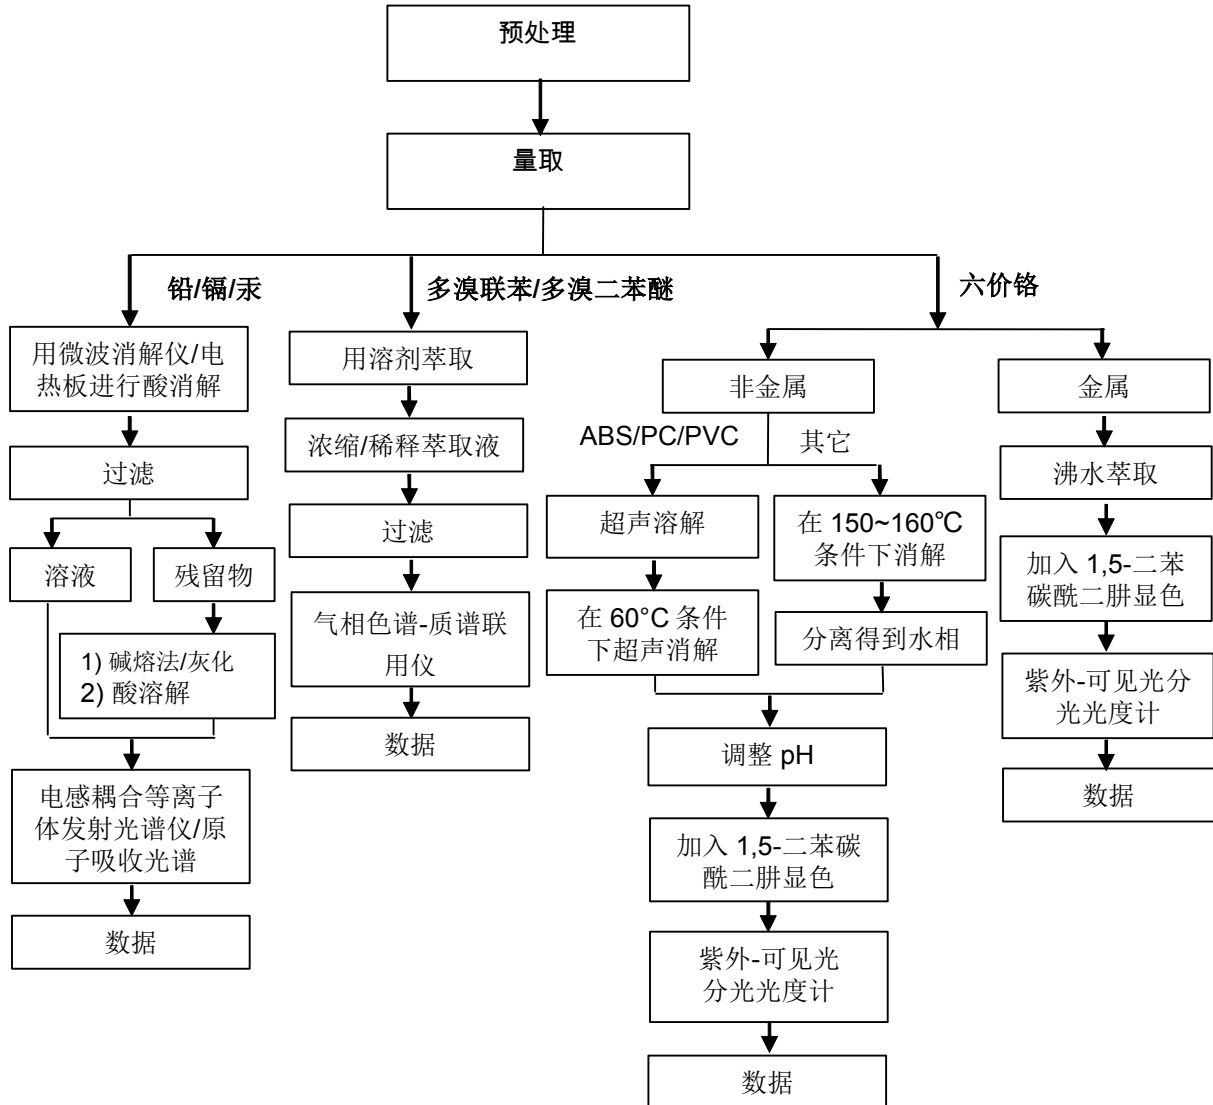 预处理
量取
铅/镉/汞
多溴联苯/多溴二苯醚
六价铬
用微波消解仪/电
热板进行酸消解
过滤
溶液
残留物
1) 碱熔法/灰化
2) 酸溶解
电感耦合等离子
体发射光谱仪/原
子吸收光谱
数据
用溶剂萃取
浓缩/稀释萃取液
过滤
气相色谱-质谱联
用仪
数据
非金属
ABS/PC/PVC
其它
超声溶解
在 60°C 条件
下超声消解
在 150~160℃
条件下消解
分离得到水相
调整 pH
加入 1,5-二苯碳
酰二肼显色
紫外-可见光
分光光度计
数据
金属
沸水萃取
加入 1,5-二苯
碳酰二肼显色
紫外-可见光分
光光度计
数据